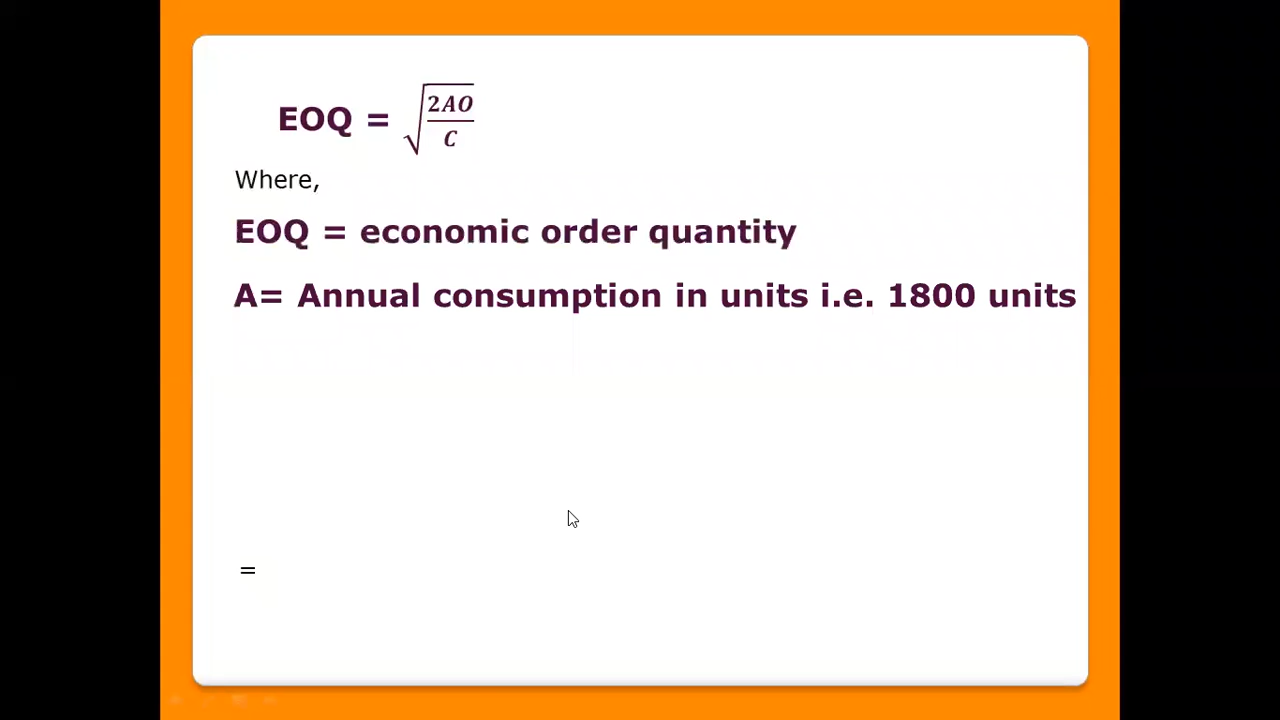 EOQ = √(2AO/C)
Where,
EOQ = economic order quantity
A= Annual consumption in units i.e. 1800 units
=